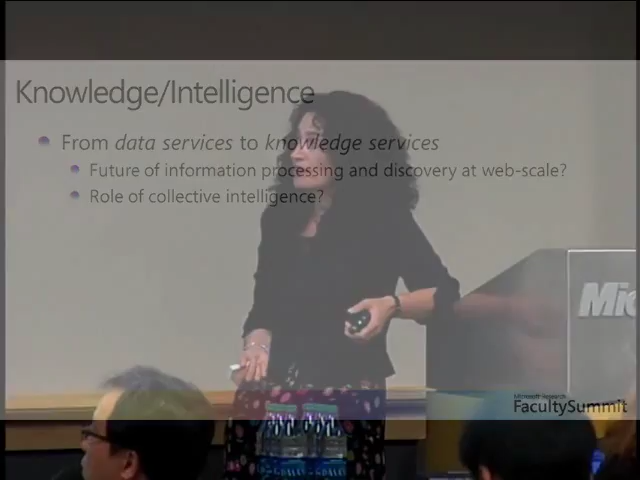 Knowledge/Intelligence
From data services to knowledge services
Future of information processing and discovery at web-scale?
Role of collective intelligence?
Mic
Microsoft Research
FacultySummit